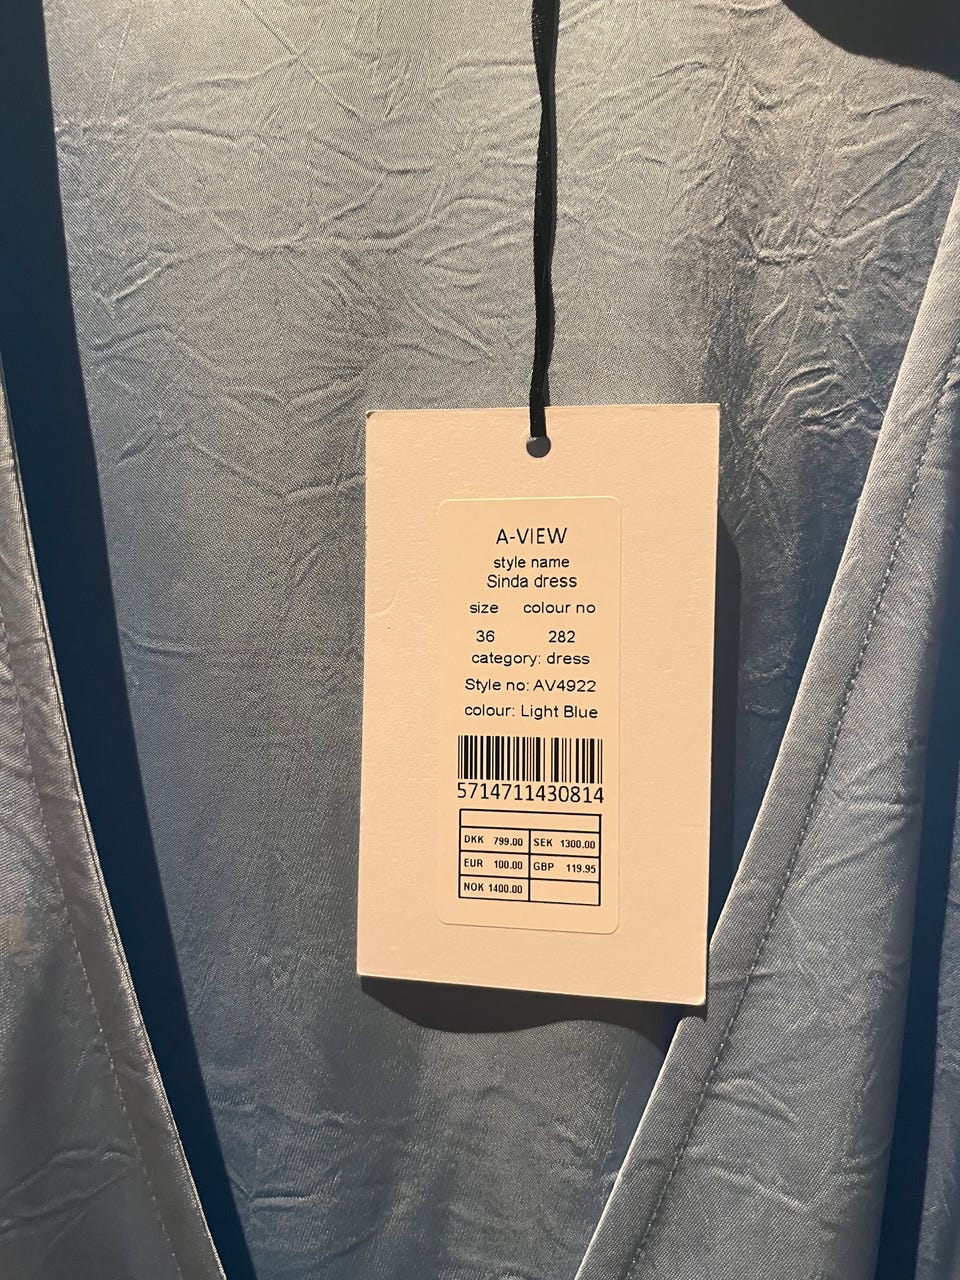 A-VIEW
style name
Sinda dress
size colour no
36 282
category: dress
Style no: AV4922
colour: Light Blue
5714711430814
DKK 799.00 SEK 1300.00
EUR 100.00 GBP 119.95
NOK 1400.00